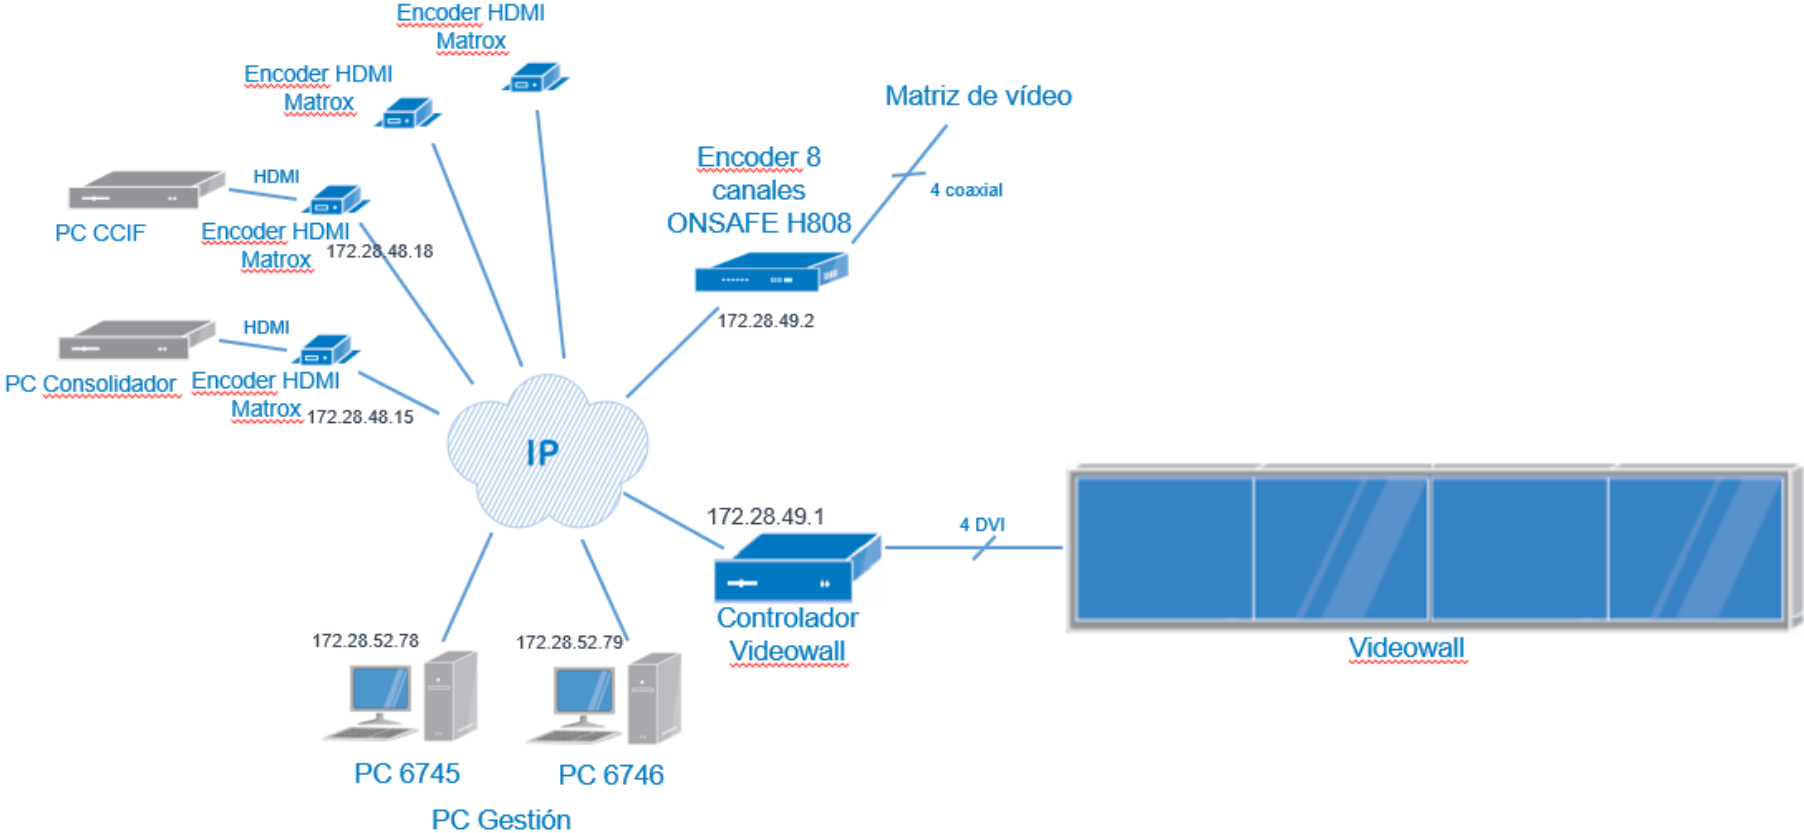 Encoder HDMI
Matrox
Encoder HDMI
Matrox
Matriz de vídeo
Encoder 8
canales
ONSAFE H808
4 coaxial
HDMI
PC CCIF
Encoder HDMI
Matrox
172.28.48.18
172.28.49.2
HDMI
PC Consolidador
Encoder HDMI
Matrox
172.28.48.15
IP
172.28.49.1
4 DVI
Controlador
Videowall
Videowall
172.28.52.78
172.28.52.79
PC 6745
PC 6746
PC Gestión